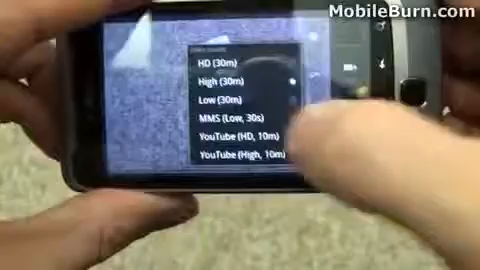 MobileBurn.com
HD (30m)
High (30m)
Low (30m)
MMS (Low, 30s)
YouTube (HD, 10m)
YouTube (High, 10m)